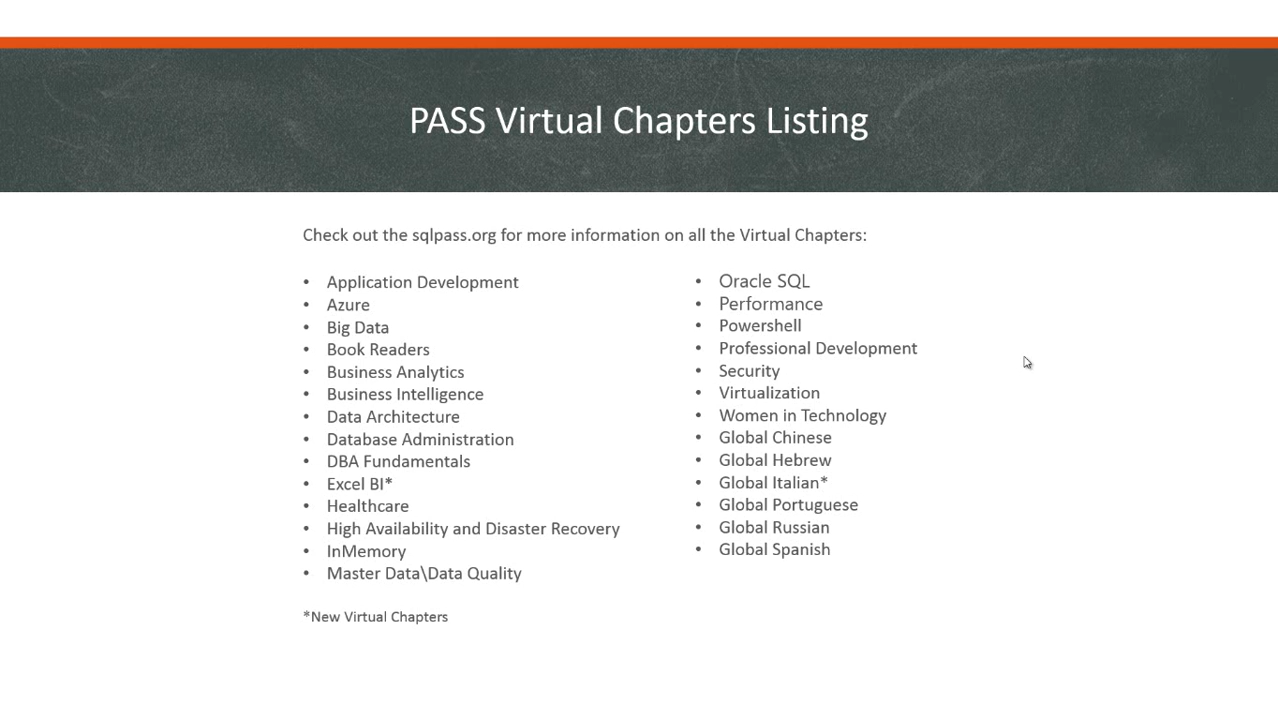 PASS Virtual Chapters Listing
Check out the sqlpass.org for more information on all the Virtual Chapters:
• Application Development
• Azure
• Big Data
• Book Readers
• Business Analytics
• Business Intelligence
• Data Architecture
• Database Administration
• DBA Fundamentals
• Excel BI*
• Healthcare
• High Availability and Disaster Recovery
• InMemory
• Master Data\Data Quality
• Oracle SQL
• Performance
• Powershell
• Professional Development
• Security
• Virtualization
• Women in Technology
• Global Chinese
• Global Hebrew
• Global Italian*
• Global Portuguese
• Global Russian
• Global Spanish
*New Virtual Chapters